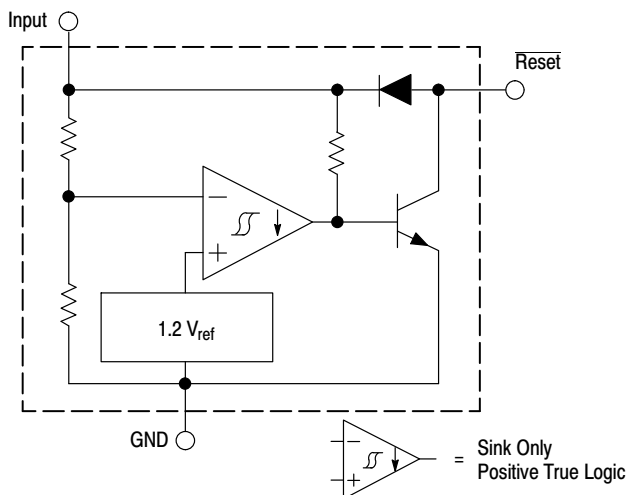 Input
Reset
1.2 Vref
GND
= Sink Only
Positive True Logic